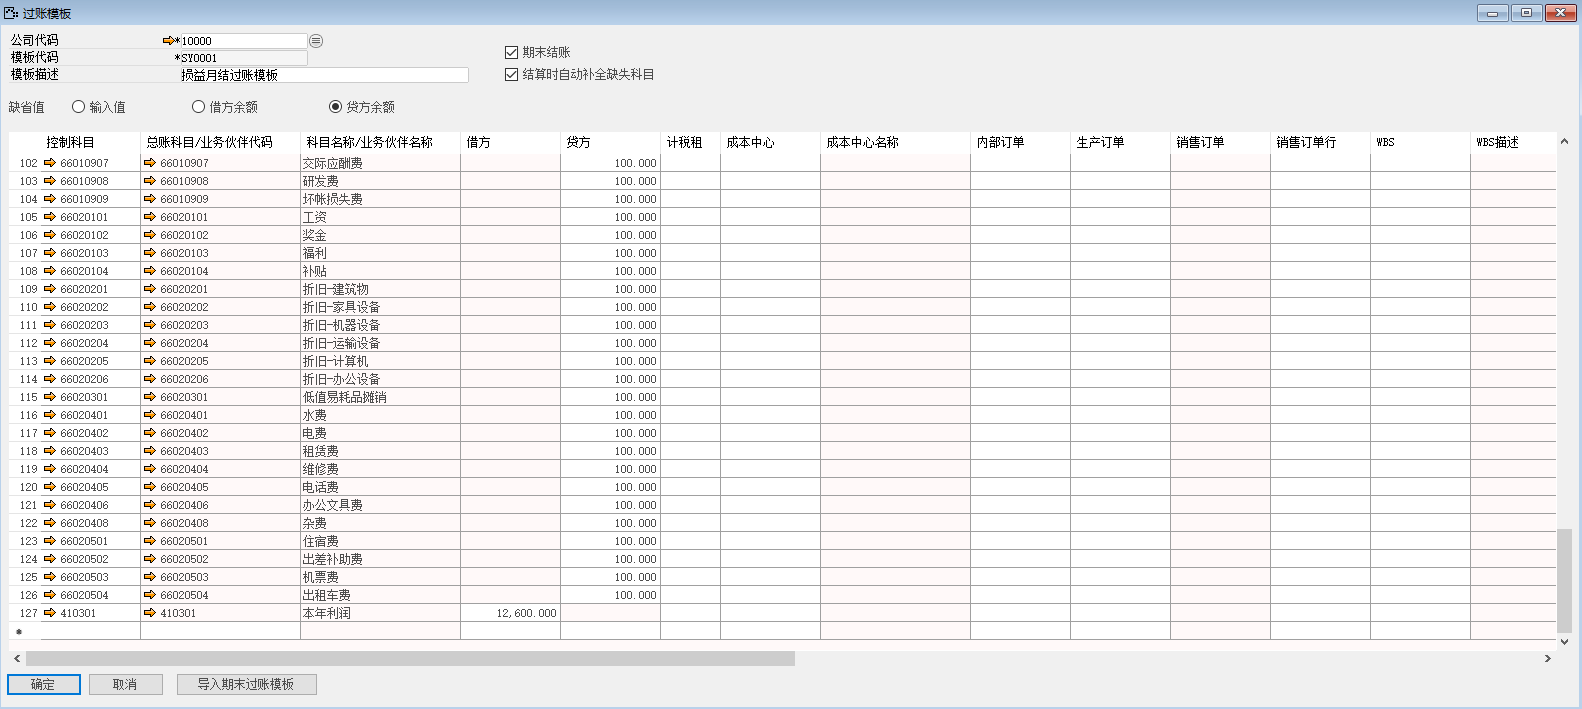 过账模板
公司代码 *10000
模板代码 *SY0001
模板描述 损益月结过账模板
期末结账
结算时自动补全缺失科目
缺省值 输入值 借方余额 贷方余额
控制科目 总账科目/业务伙伴代码 科目名称/业务伙伴名称 借方 贷方 计税租 成本中心 成本中心名称 内部订单 生产订单 销售订单 销售订单行 WBS WBS描述
102 66010907 66010907 交际应酬费 100.000
103 66010908 66010908 研发费 100.000
104 66010909 66010909 坏帐损失费 100.000
105 66020101 66020101 工资 100.000
106 66020102 66020102 奖金 100.000
107 66020103 66020103 福利 100.000
108 66020104 66020104 补贴 100.000
109 66020201 66020201 折旧-建筑物 100.000
110 66020202 66020202 折旧-家具设备 100.000
111 66020203 66020203 折旧-机器设备 100.000
112 66020204 66020204 折旧-运输设备 100.000
113 66020205 66020205 折旧-计算机 100.000
114 66020206 66020206 折旧-办公设备 100.000
115 66020301 66020301 低值易耗品摊销 100.000
116 66020401 66020401 水费 100.000
117 66020402 66020402 电费 100.000
118 66020403 66020403 租赁费 100.000
119 66020404 66020404 维修费 100.000
120 66020405 66020405 电话费 100.000
121 66020406 66020406 办公文具费 100.000
122 66020408 66020408 杂费 100.000
123 66020501 66020501 住宿费 100.000
124 66020502 66020502 出差补助费 100.000
125 66020503 66020503 机票费 100.000
126 66020504 66020504 出租车费 100.000
127 410301 410301 本年利润 12,600.000
*
确定 取消 导入期末过账模板